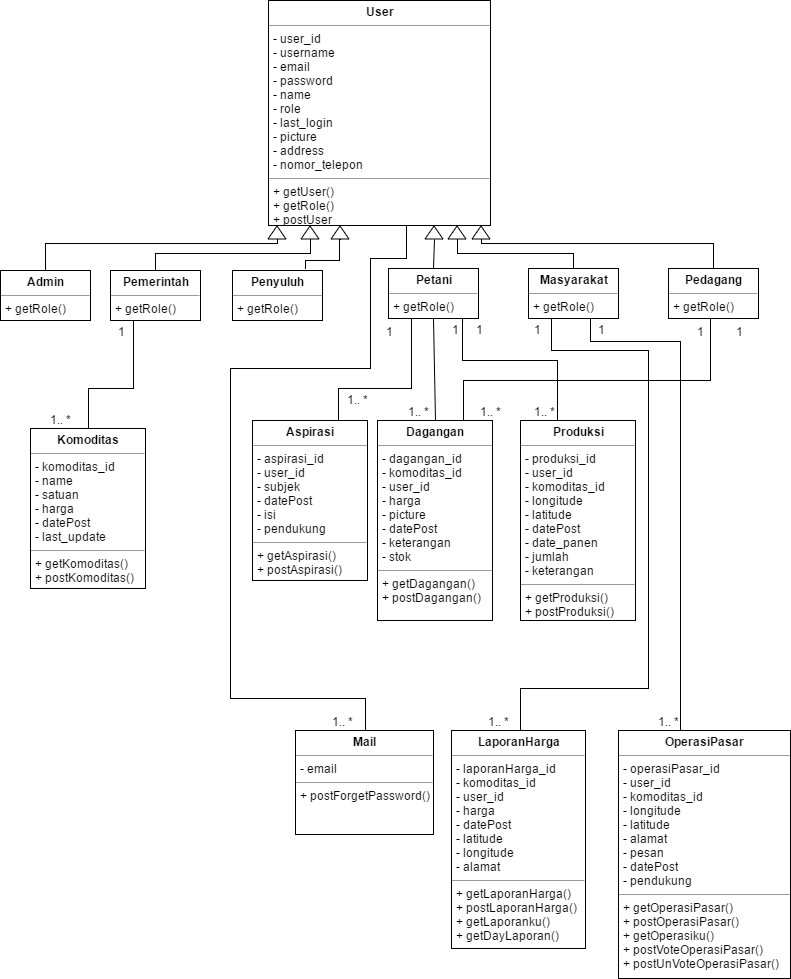 User
- user_id
- username
- email
- password
- name
- role
- last_login
- picture
- address
- nomor_telepon
+ getUser()
+ getRole()
+ postUser
Admin
+ getRole()
Pemerintah
+ getRole()
Penyuluh
+ getRole()
Petani
+ getRole()
Masyarakat
+ getRole()
Pedagang
+ getRole()
1
1
1
1
1
1
1
1
1.. *
1.. *
1.. *
1.. *
1.. *
Komoditas
- komoditas_id
- name
- satuan
- harga
- datePost
- last_update
+ getKomoditas()
+ postKomoditas()
Aspirasi
- aspirasi_id
- user_id
- subjek
- datePost
- isi
- pendukung
+ getAspirasi()
+ postAspirasi()
Dagangan
- dagangan_id
- komoditas_id
- user_id
- harga
- picture
- datePost
- keterangan
- stok
+ getDagangan()
+ postDagangan()
Produksi
- produksi_id
- user_id
- komoditas_id
- longitude
- latitude
- datePost
- date_panen
- jumlah
- keterangan
+ getProduksi()
+ postProduksi()
1.. *
1.. *
1.. *
Mail
- email
+ postForgetPassword()
LaporanHarga
- laporanHarga_id
- komoditas_id
- user_id
- harga
- datePost
- latitude
- longitude
- alamat
+ getLaporanHarga()
+ postLaporanHarga()
+ getLaporanku()
+ getDayLaporan()
OperasiPasar
- operasiPasar_id
- user_id
- komoditas_id
- longitude
- latitude
- alamat
- pesan
- datePost
- pendukung
+ getOperasiPasar()
+ postOperasiPasar()
+ getOperasiku()
+ postVoteOperasiPasar()
+ postUnVoteOperasiPasar()